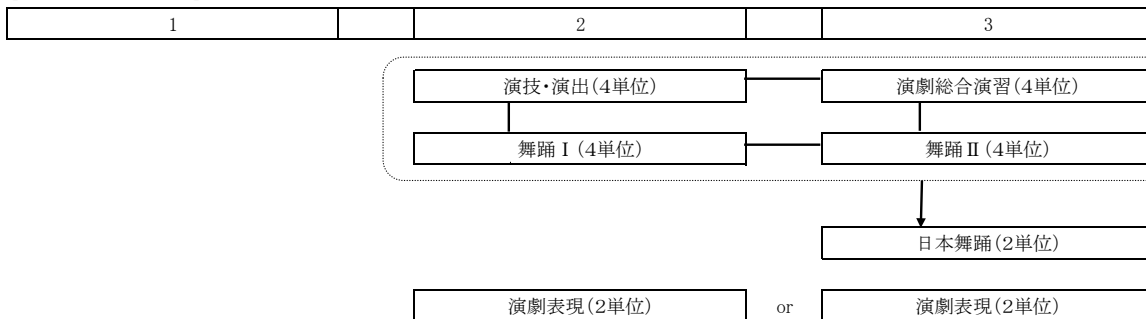 1 2 3
演技・演出(4単位) 演劇総合演習(4単位)
舞踊Ⅰ(4単位) 舞踊Ⅱ(4単位)
日本舞踊(2単位)
演劇表現(2単位) or 演劇表現(2単位)